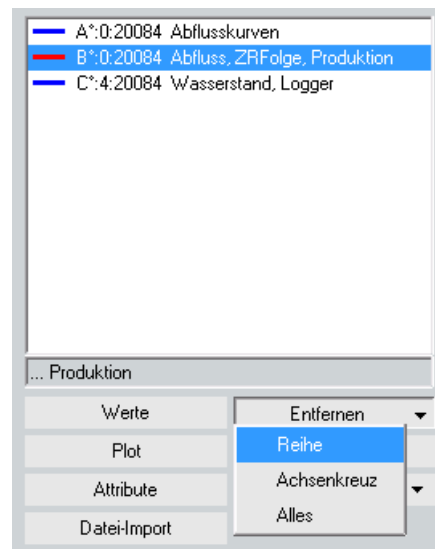 A*:0:20084 Abflusskurven
B*:0:20084 Abfluss, ZRFolge, Produktion
C*:4:20084 Wasserstand, Logger
... Produktion
Werte Entfernen
Plot Reihe
Attribute Achsenkreuz
Datei-Import Alles